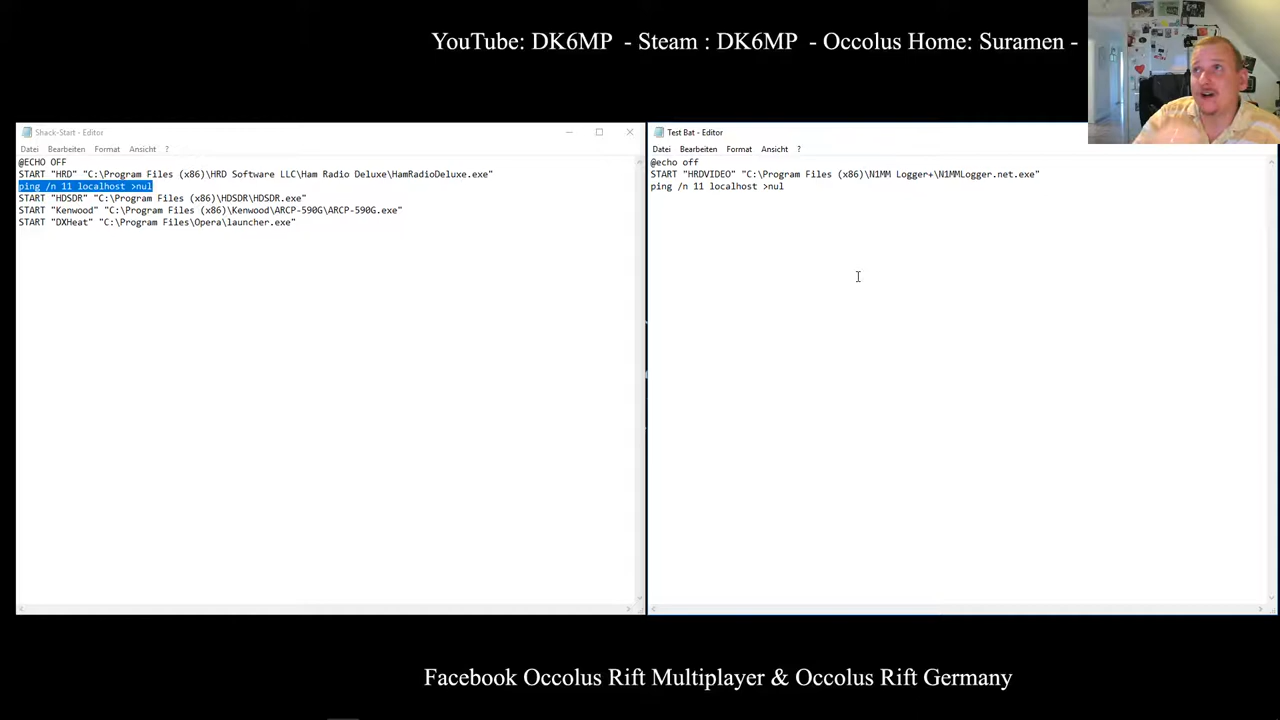 YouTube: DK6MP - Steam : DK6MP - Occolus Home: Suramen -
Shack-Start - Editor
Datei Bearbeiten Format Ansicht ?
@ECHO OFF
START "HRD" "C:\Program Files (x86)\HRD Software LLC\Ham Radio Deluxe\HamRadioDeluxe.exe"
ping /n 11 localhost >nul
START "HDSDR" "C:\Program Files (x86)\HDSDR\HDSDR.exe"
START "Kenwood" "C:\Program Files (x86)\Kenwood\ARCP-590G\ARCP-590G.exe"
START "DXHeat" "C:\Program Files\Opera\launcher.exe"
Test Bat - Editor
Datei Bearbeiten Format Ansicht ?
@echo off
START "HRDVIDEO" "C:\Program Files (x86)\N1MM Logger+\N1MMLogger.net.exe"
ping /n 11 localhost >nul
Facebook Occolus Rift Multiplayer & Occolus Rift Germany